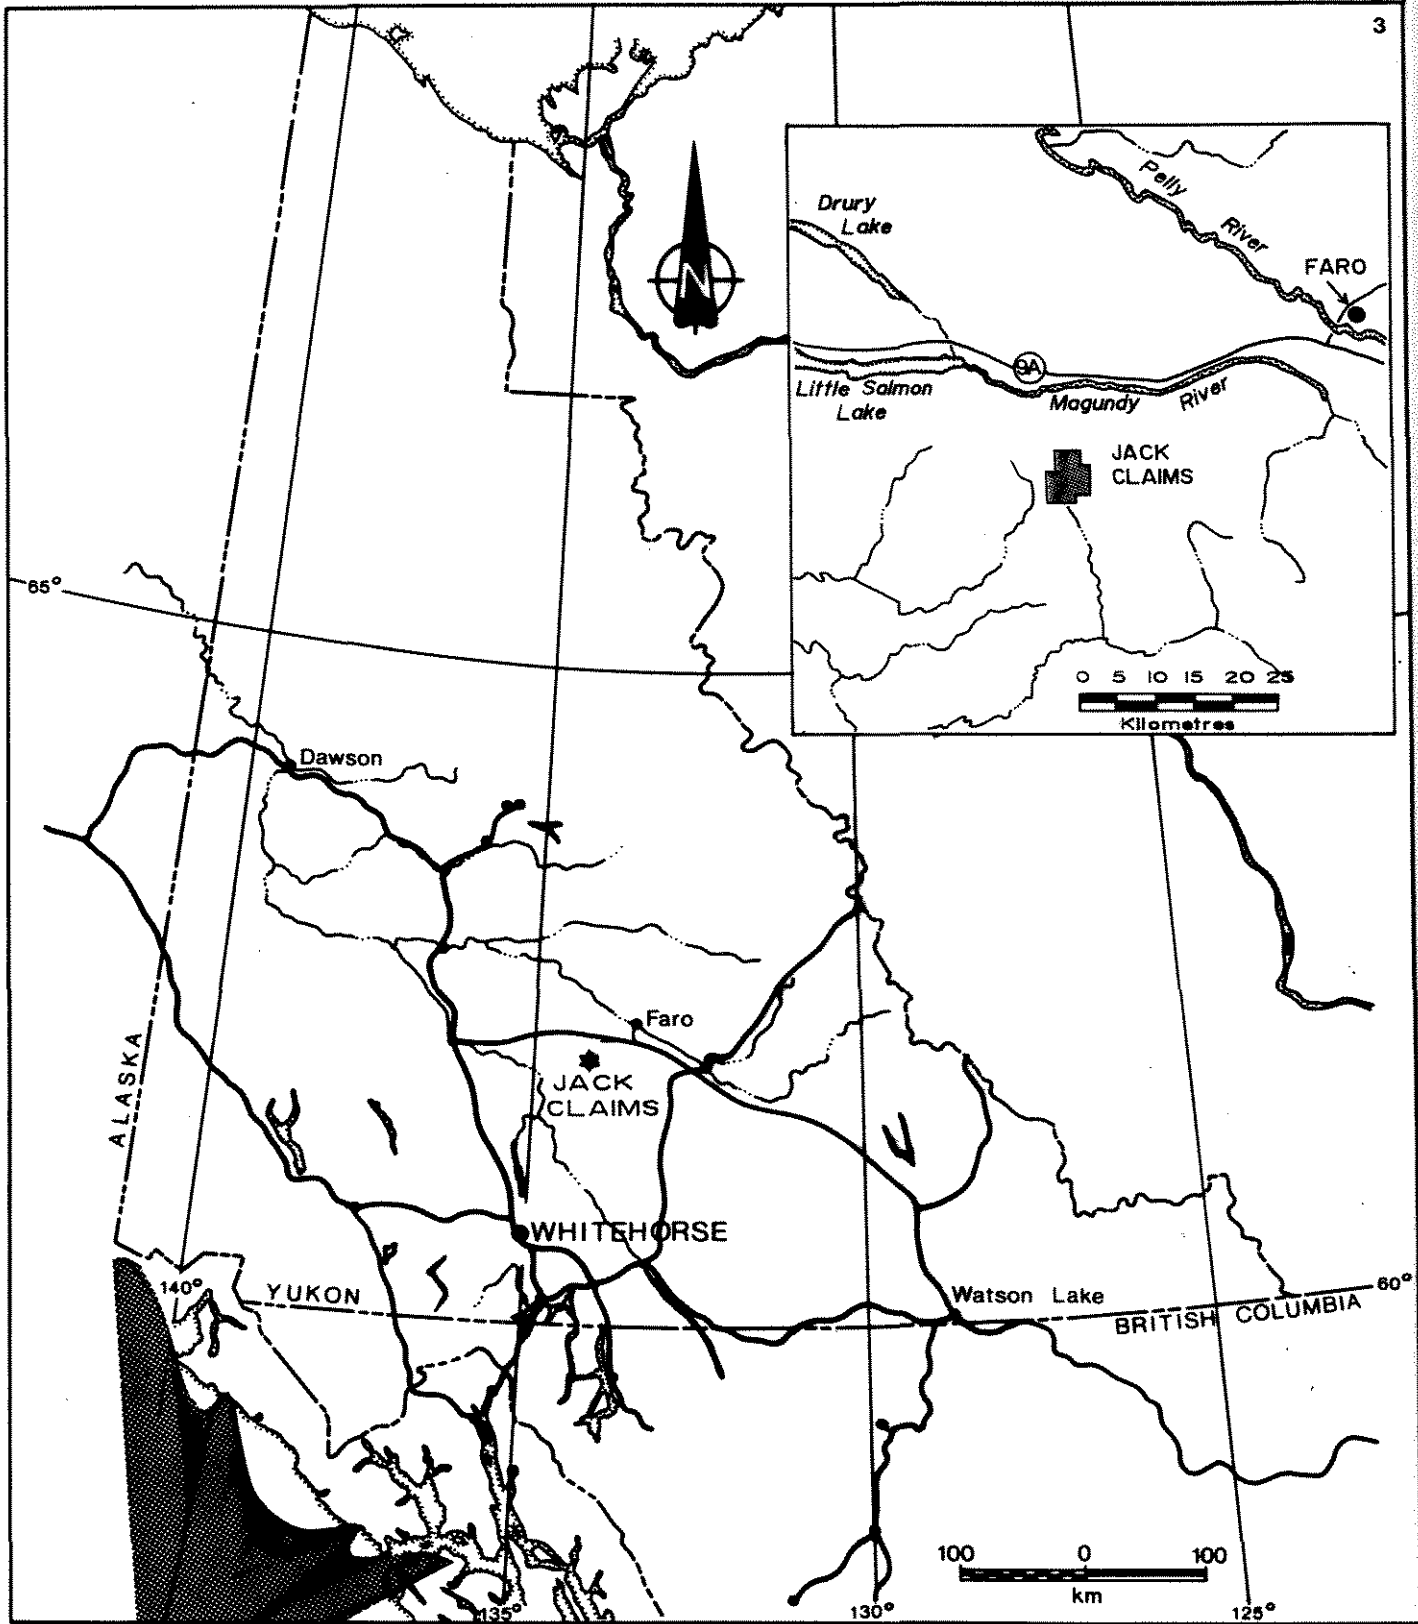 3
N
Pelly
River
Drury
Lake
FARO
9A
Little Salmon
Lake
Magundy
River
JACK
CLAIMS
0 5 10 15 20 25
Kilometres
65°
Dawson
Faro
JACK
CLAIMS
ALASKA
WHITEHORSE
140°
YUKON
Watson Lake
60°
BRITISH COLUMBIA
100 0 100
km
135°
130°
125°